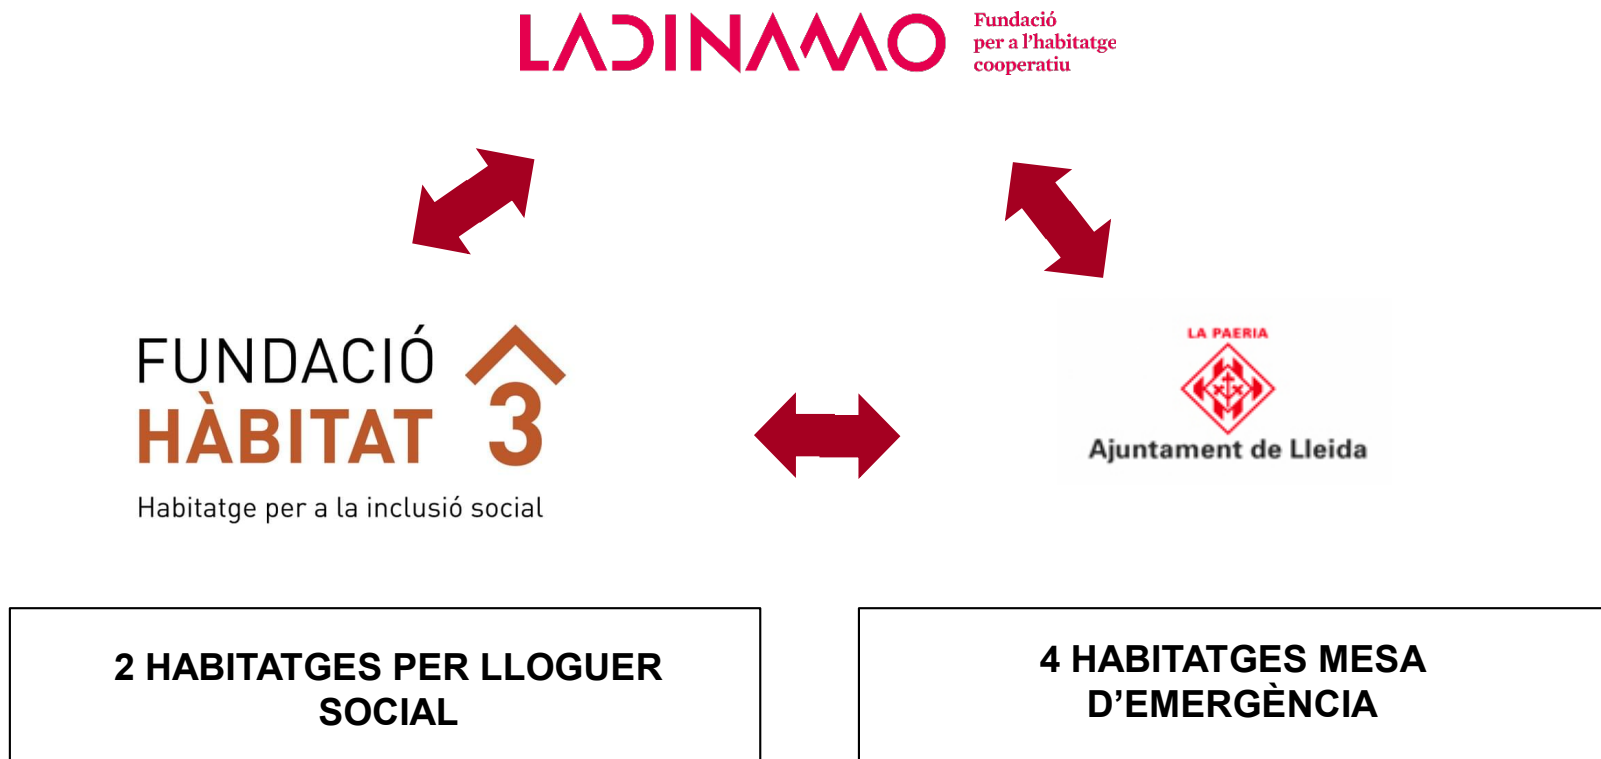 LADINAMO
Fundació
per a l'habitatge
cooperatiu
FUNDACIÓ
HÀBITAT 3
Habitatge per a la inclusió social
LA PAERIA
Ajuntament de Lleida
2 HABITATGES PER LLOGUER
SOCIAL
4 HABITATGES MESA
D’EMERGÈNCIA